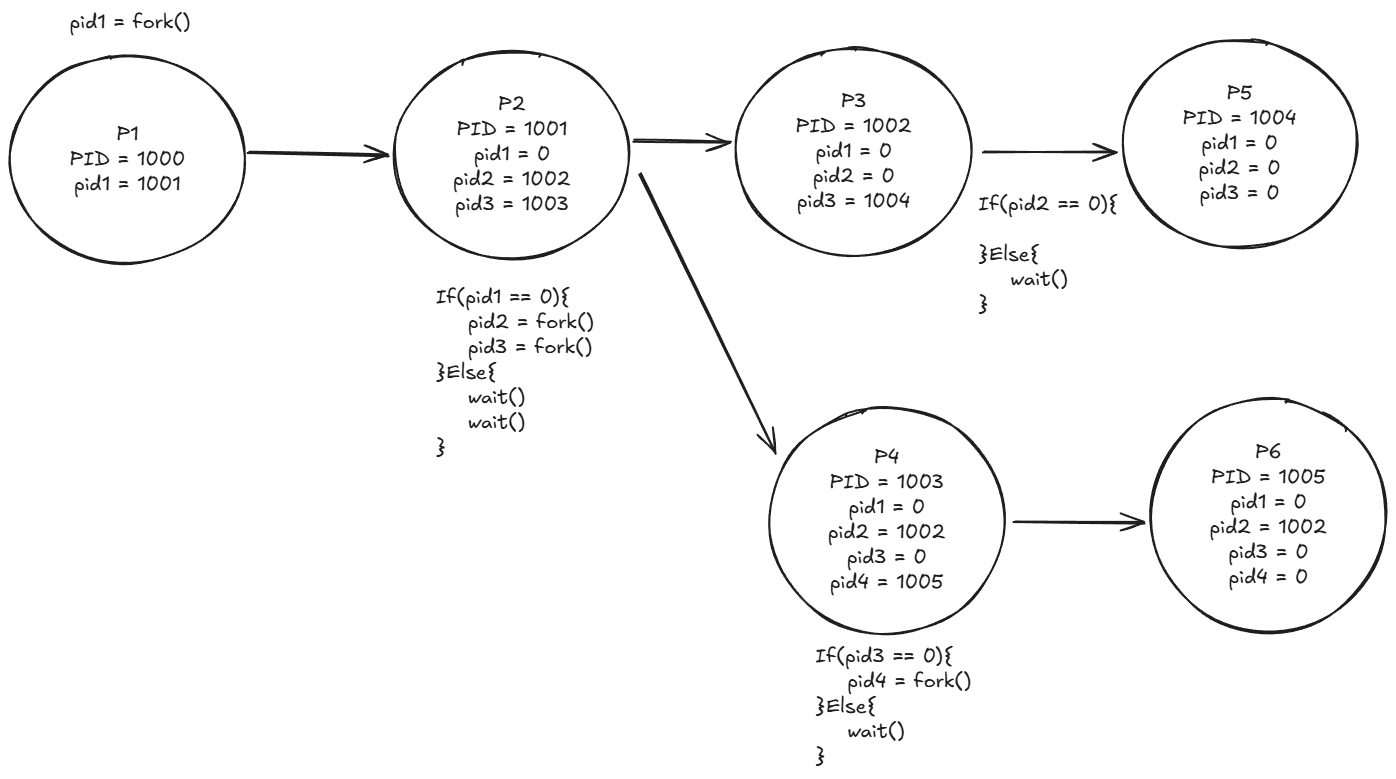 pid1 = fork()
P1
PID = 1000
pid1 = 1001
P2
PID = 1001
pid1 = 0
pid2 = 1002
pid3 = 1003
If(pid1 == 0){
pid2 = fork()
pid3 = fork()
}Else{
wait()
wait()
}
P3
PID = 1002
pid1 = 0
pid2 = 0
pid3 = 1004
If(pid2 == 0){
}Else{
wait()
}
P5
PID = 1004
pid1 = 0
pid2 = 0
pid3 = 0
P4
PID = 1003
pid1 = 0
pid2 = 1002
pid3 = 0
pid4 = 1005
If(pid3 == 0){
pid4 = fork()
}Else{
wait()
}
P6
PID = 1005
pid1 = 0
pid2 = 1002
pid3 = 0
pid4 = 0